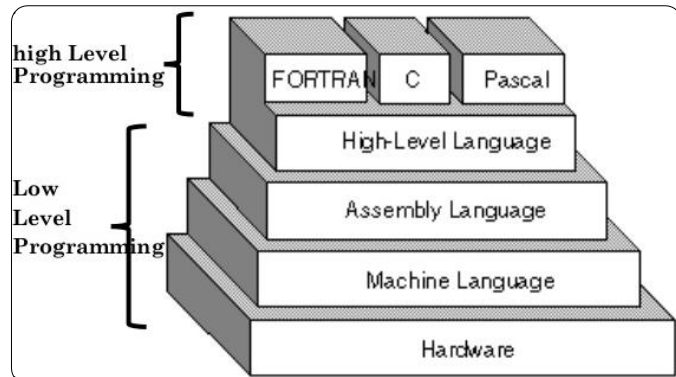 high Level
Programming
FORTRAN C Pascal
High-Level Language
Low
Level
Programming
Assembly Language
Machine Language
Hardware